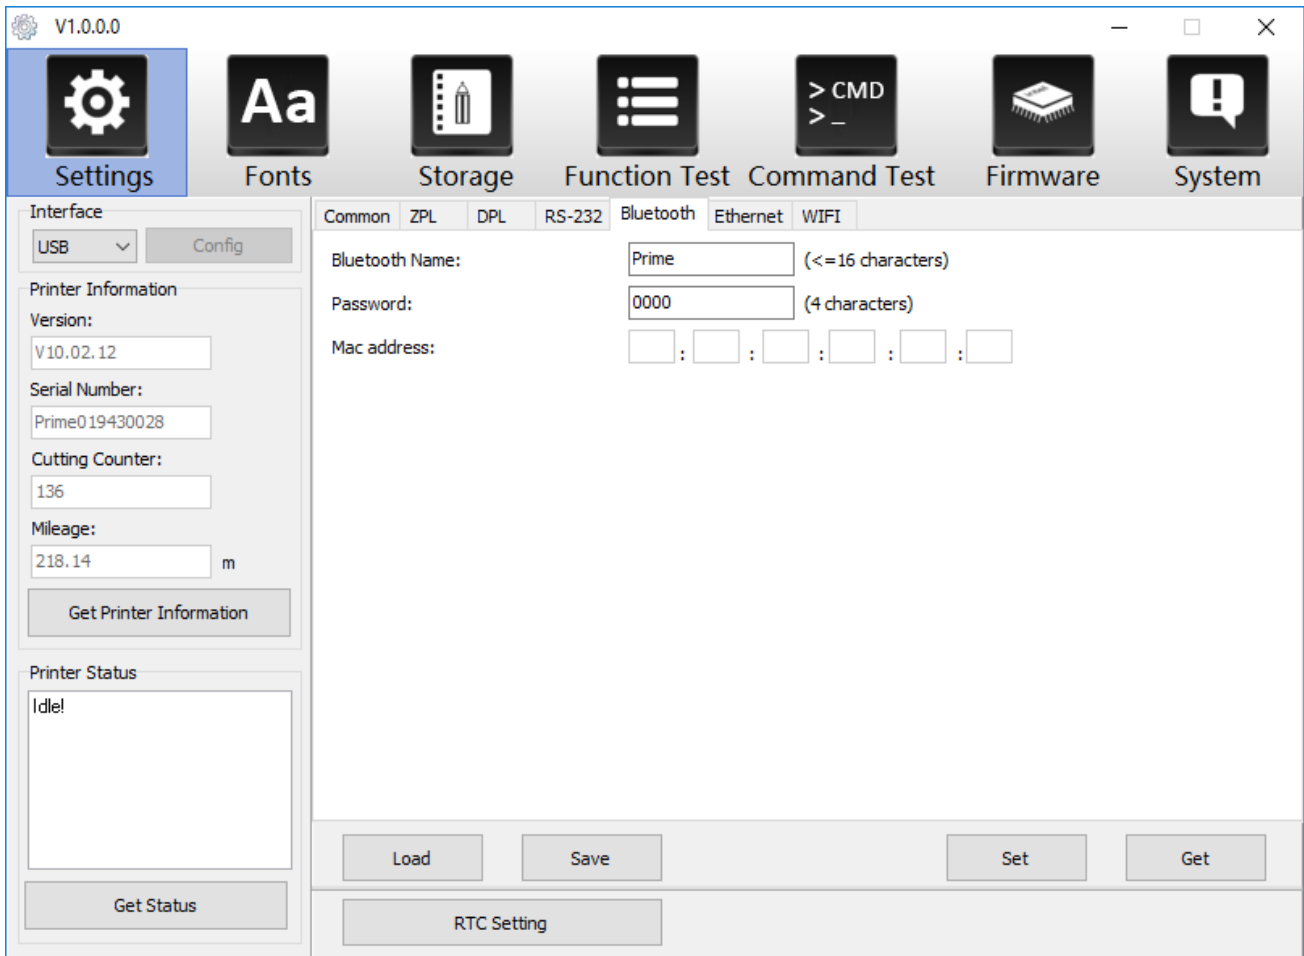 V1.0.0.0
Aa
> CMD
> _
Settings
Fonts
Storage
Function Test
Command Test
Firmware
System
Interface
USB
Config
Printer Information
Version:
V10.02.12
Serial Number:
Prime019430028
Cutting Counter:
136
Mileage:
218.14 m
Get Printer Information
Printer Status
Idle!
Get Status
Common ZPL DPL RS-232 Bluetooth Ethernet WIFI
Bluetooth Name: Prime (<=16 characters)
Password: 0000 (4 characters)
Mac address: : : : : :
Load
Save
Set
Get
RTC Setting